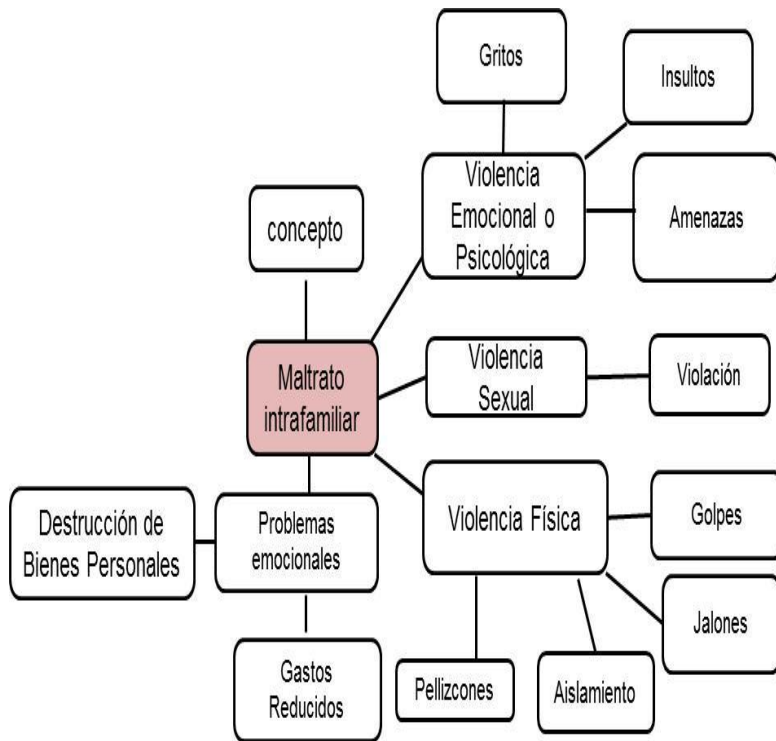 Gritos
Insultos
Violencia
Emocional o
Psicológica
Amenazas
concepto
Maltrato
intrafamiliar
Violencia
Sexual
Violación
Violencia Física
Golpes
Jalones
Pellizcones
Aislamiento
Problemas
emocionales
Destrucción de
Bienes Personales
Gastos
Reducidos